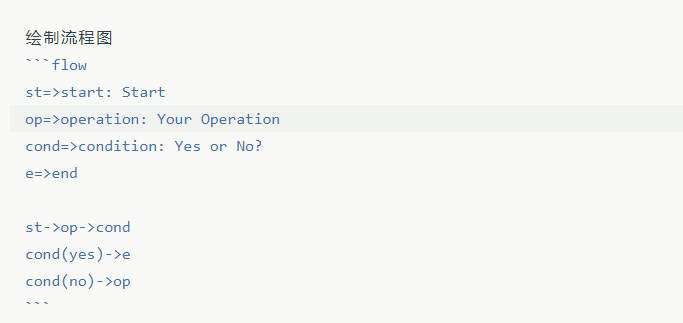 绘制流程图
```flow
st=>start: Start
op=>operation: Your Operation
cond=>condition: Yes or No?
e=>end

st->op->cond
cond(yes)->e
cond(no)->op
```